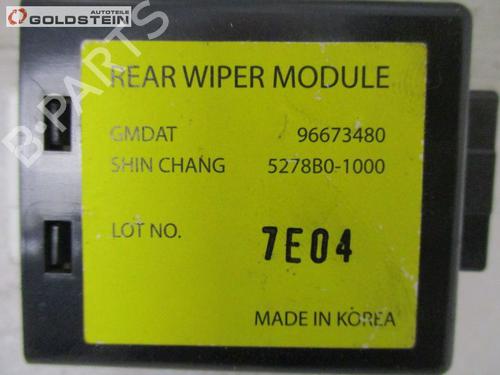 AUTOTEILE
GOLDSTEIN
B-PARTS
REAR WIPER MODULE
GMDAT 96673480
SHIN CHANG 5278B0-1000
LOT NO. 7E04
MADE IN KOREA